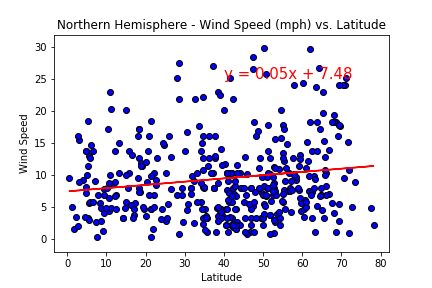 Northern Hemisphere - Wind Speed (mph) vs. Latitude
30
25
20
15
10
5
0
Wind Speed
y = 0.05x + 7.48
0 10 20 30 40 50 60 70 80
Latitude